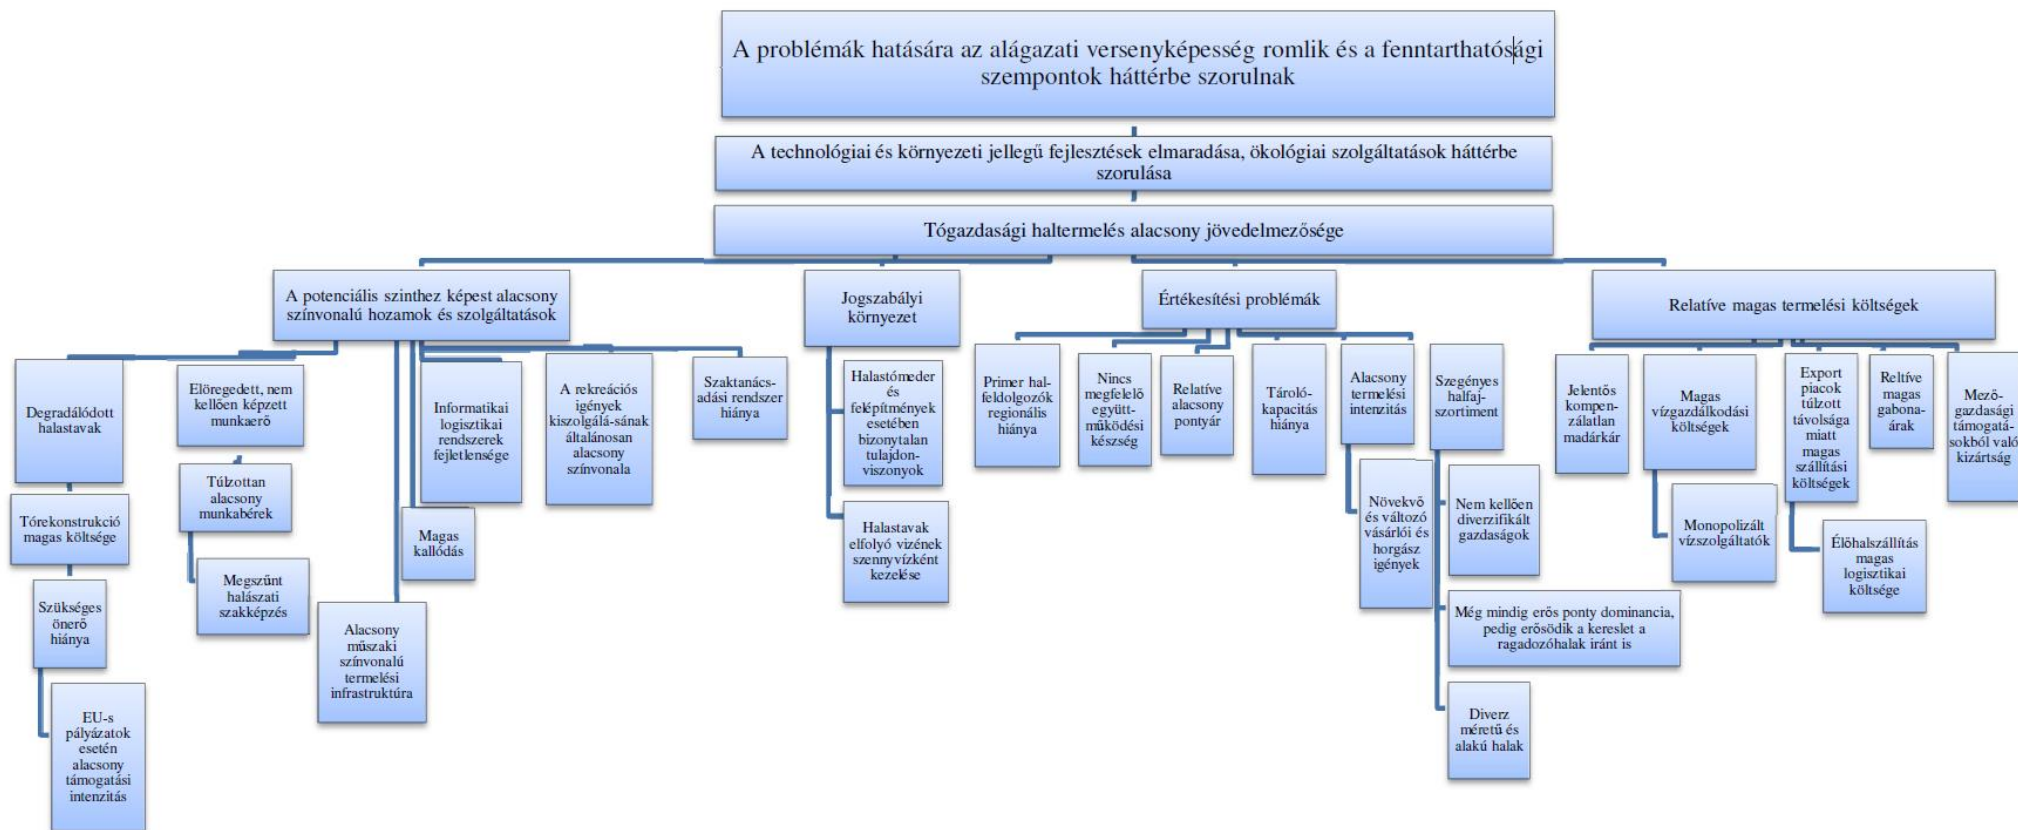 A problémák hatására az alágazati versenyképesség romlik és a fenntarthatósági
szempontok háttérbe szorulnak
A technológiai és környezeti jellegű fejlesztések elmaradása, ökológiai szolgáltatások háttérbe
szorulása
Tógazdasági haltermelés alacsony jövedelmezősége
A potenciális szinthez képest alacsony
színvonalú hozamok és szolgáltatások
Jogszabályi
környezet
Értékesítési problémák
Relatíve magas termelési költségek
Degradálódott
halastavak
Tórekonstrukció
magas költsége
Szükséges
önerő
hiánya
EU-s
pályázatok
esetén
alacsony
támogatási
intenzitás
Elöregedett, nem
kellően képzett
munkaerő
Túlzottan
alacsony
munkabérek
Megszűnt
halászati
szakképzés
Alacsony
műszaki
színvonalú
termelési
infrastruktúra
Magas
kallódás
Informatikai
logisztikai
rendszerek
fejletlensége
A rekreációs
igények
kiszolgálá-sának
általánosan
alacsony
színvonala
Szaktanács-
adási rendszer
hiánya
Halastómeder
és
felépítmények
esetében
bizonytalan
tulajdon-
viszonyok
Halastavak
elfolyó vizének
szennyvízként
kezelése
Primer hal-
feldolgozók
regionális
hiánya
Nincs
megfelelő
együtt-
működési
készség
Relatíve
alacsony
pontyár
Tároló-
kapacitás
hiánya
Alacsony
termelési
intenzitás
Növekvő
és változó
vásárlói és
horgász
igények
Szegényes
halfaj-
szortiment
Nem kellően
diverzifikált
gazdaságok
Még mindig erős ponty dominancia,
pedig erősödik a kereslet a
ragadozóhalak iránt is
Diverz
méretű és
alakú halak
Jelentős
kompen-
zálatlan
madárkár
Magas
vízgazdálkodási
költségek
Monopolizált
vízszolgáltatók
Export
piacok
túlzott
távolsága
miatt
magas
szállítási
költségek
Élőhalszállítás
magas
logisztikai
költsége
Reltíve
magas
gabona-
árak
Mező-
gazdasági
támogatá-
sokból való
kizártság